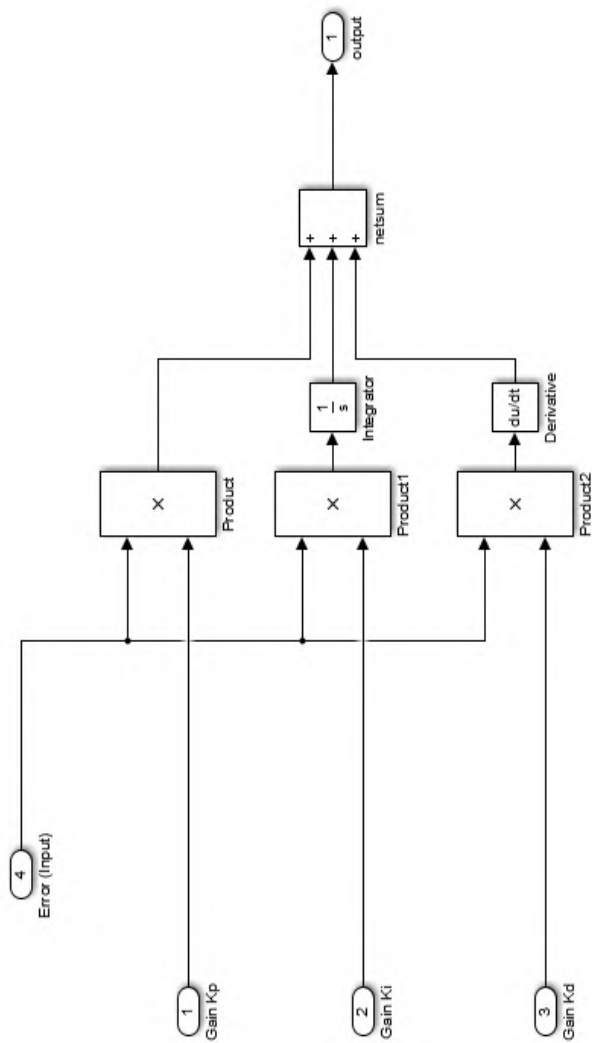 4
Error (Input)
1
Gain Kp
2
Gain Ki
3
Gain Kd
×
Product
×
Product1
×
Product2
1
s
Integrator
du/dt
Derivative
+
+
+
netsum
1
output